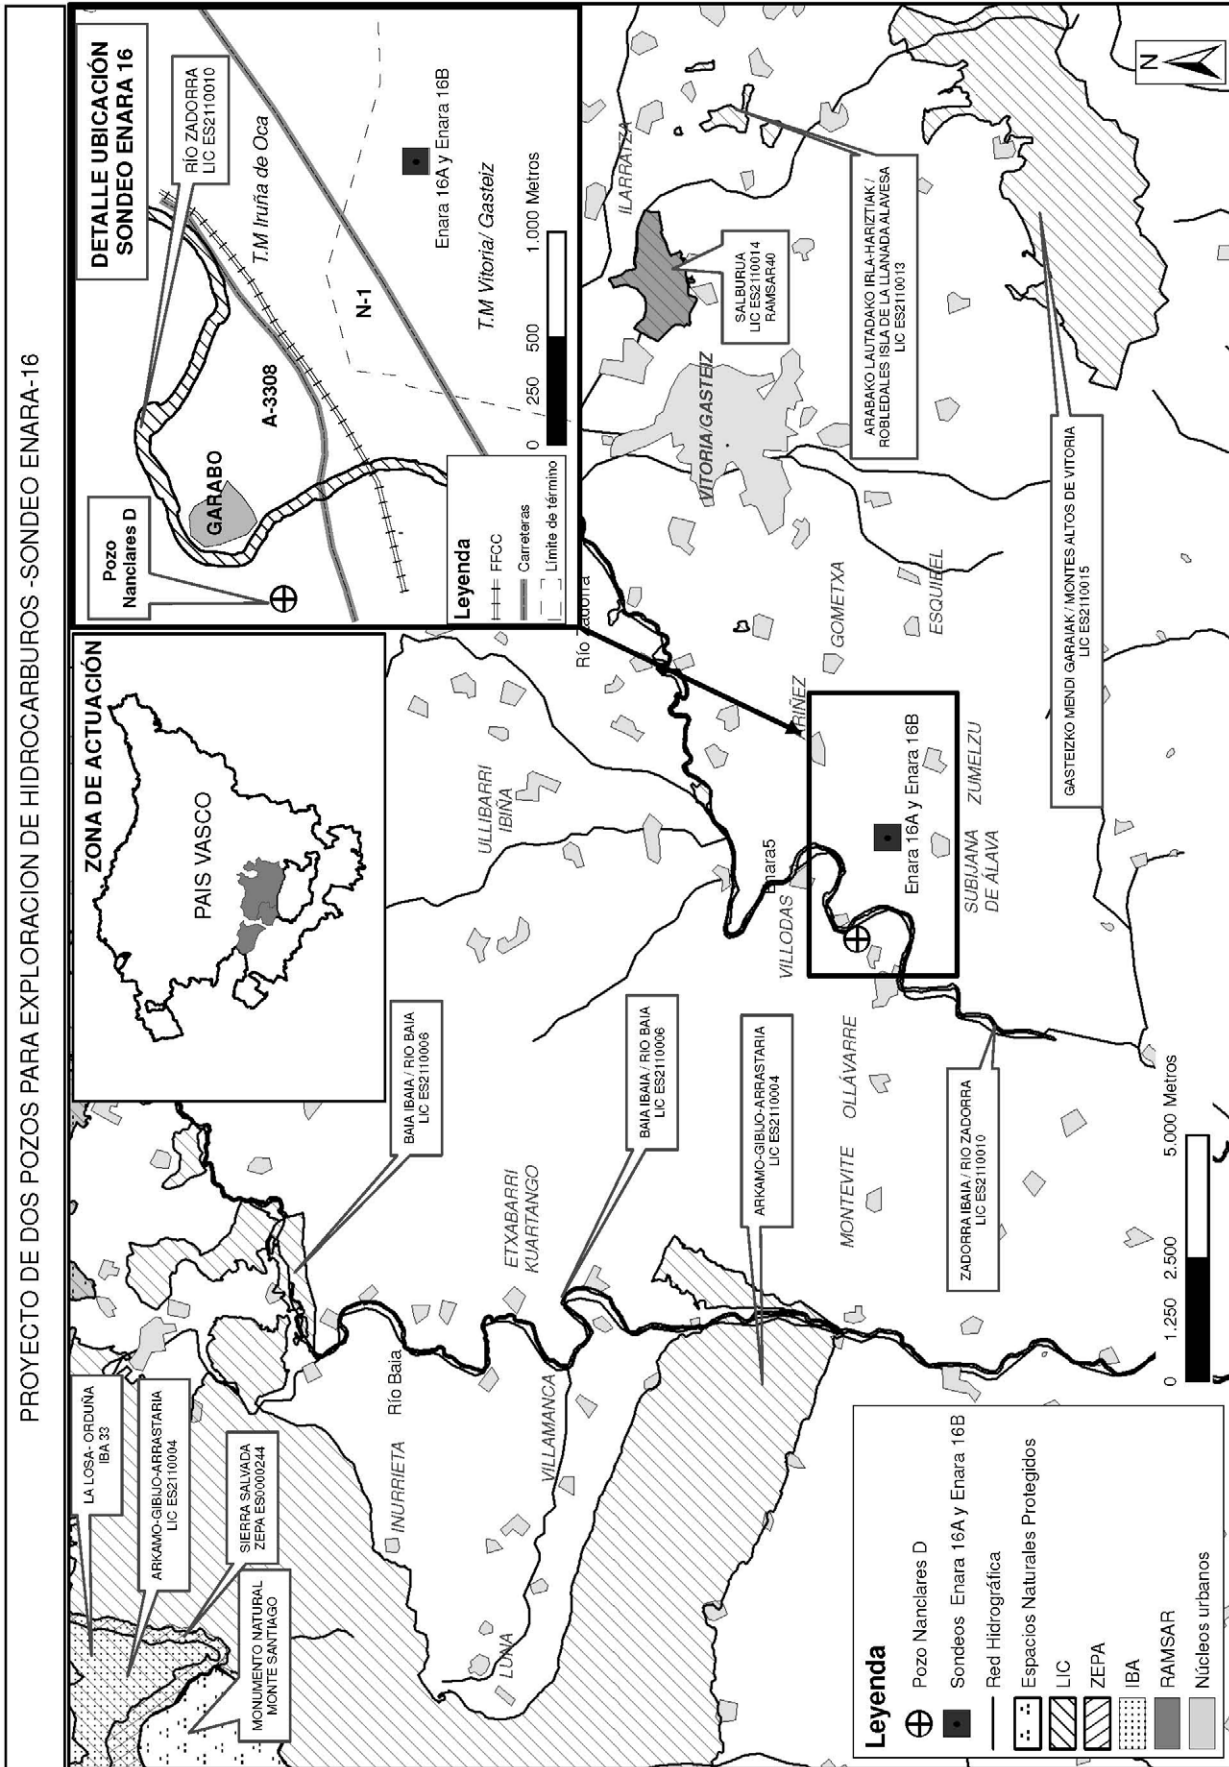 PROYECTO DE DOS POZOS PARA EXPLORACION DE HIDROCARBUROS -SONDEO ENARA-16
LA LOSA- ORDUÑA
IBA 33
ARKAMO-GIBIJO-ARRASTARIA
LIC ES2110004
SIERRA SALVADA
ZEPA ES0000244
MONUMENTO NATURAL
MONTE SANTIAGO
BAIA IBAIA / RIO BAIA
LIC ES2110006
ZONA DE ACTUACIÓN
PAIS VASCO
DETALLE UBICACIÓN
SONDEO ENARA 16
RÍO ZADORRA
LIC ES2110010
Pozo
Nanclares D
GARABO
A-3308
T.M Iruña de Oca
N-1
Enara 16A y Enara 16B
T.M Vitoria/ Gasteiz
0 250 500 1.000 Metros
Leyenda
FFCC
Carreteras
Límite de término
INURRIETA
Río Baia
ETXABARRI
KUARTANGO
ULLIBARRI
IBIÑA
Río Zadorra
LUNA
VILLAMANCA
BAIA IBAIA / RIO BAIA
LIC ES2110006
ARKAMO-GIBIJO-ARRASTARIA
LIC ES2110004
VILLODAS
Enara5
ARIÑEZ
GOMETXA
VITORIA/GASTEIZ
ILARRATZA
SALBURUA
LIC ES2110014
RAMSAR40
ARABAKO LAUTADAKO IRLA-HARIZTIAK /
ROBLEDALES ISLA DE LA LLANADA ALAVESA
LIC ES2110013
MONTEVITE
OLLÁVARRE
Enara 16A y Enara 16B
ESQUIBEL
SUBIJANA
DE ÁLAVA
ZUMELZU
ZADORRA IBAIA / RIO ZADORRA
LIC ES2110010
GASTEIZKO MENDI GARAIAK / MONTES ALTOS DE VITORIA
LIC ES2110015
N
0 1.250 2.500 5.000 Metros
Leyenda
Pozo Nanclares D
Sondeos Enara 16A y Enara 16B
Red Hidrográfica
Espacios Naturales Protegidos
LIC
ZEPA
IBA
RAMSAR
Núcleos urbanos